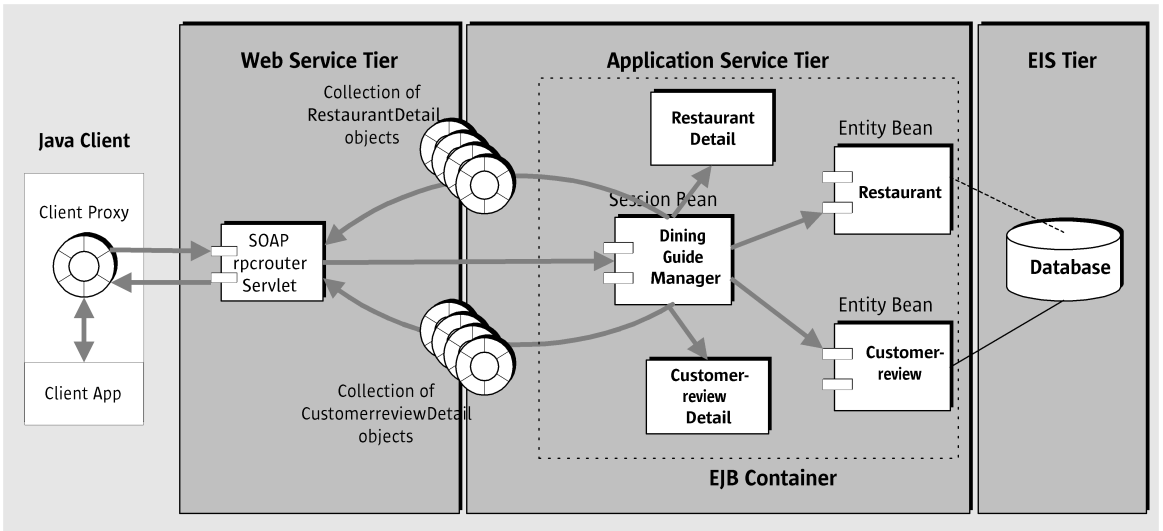 Web Service Tier
Application Service Tier
EIS Tier
Java Client
Client Proxy
Client App
Collection of
RestaurantDetail
objects
SOAP
rpcrouter
Servlet
Collection of
CustomerreviewDetail
objects
Restaurant
Detail
Session Bean
Dining
Guide
Manager
Customer-
review
Detail
Entity Bean
Restaurant
Entity Bean
Customer-
review
EJB Container
Database